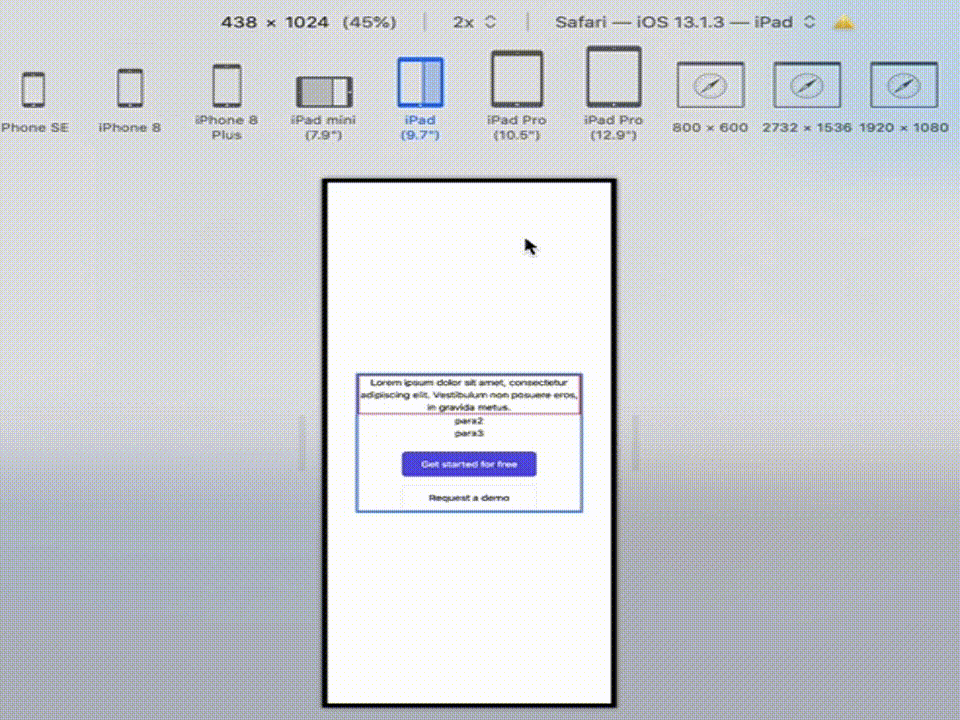 438 × 1024 (45%) 2x Safari — iOS 13.1.3 — iPad
Phone SE
iPhone 8
iPhone 8
Plus
iPad mini
(7.9")
iPad
(9.7")
iPad Pro
(10.5")
iPad Pro
(12.9")
800 × 600
2732 × 1536
1920 × 1080
Lorem ipsum dolor sit amet, consectetur
adipiscing elit. Vestibulum non posuere eros,
in gravida metus.
para2
para3
Get started for free
Request a demo